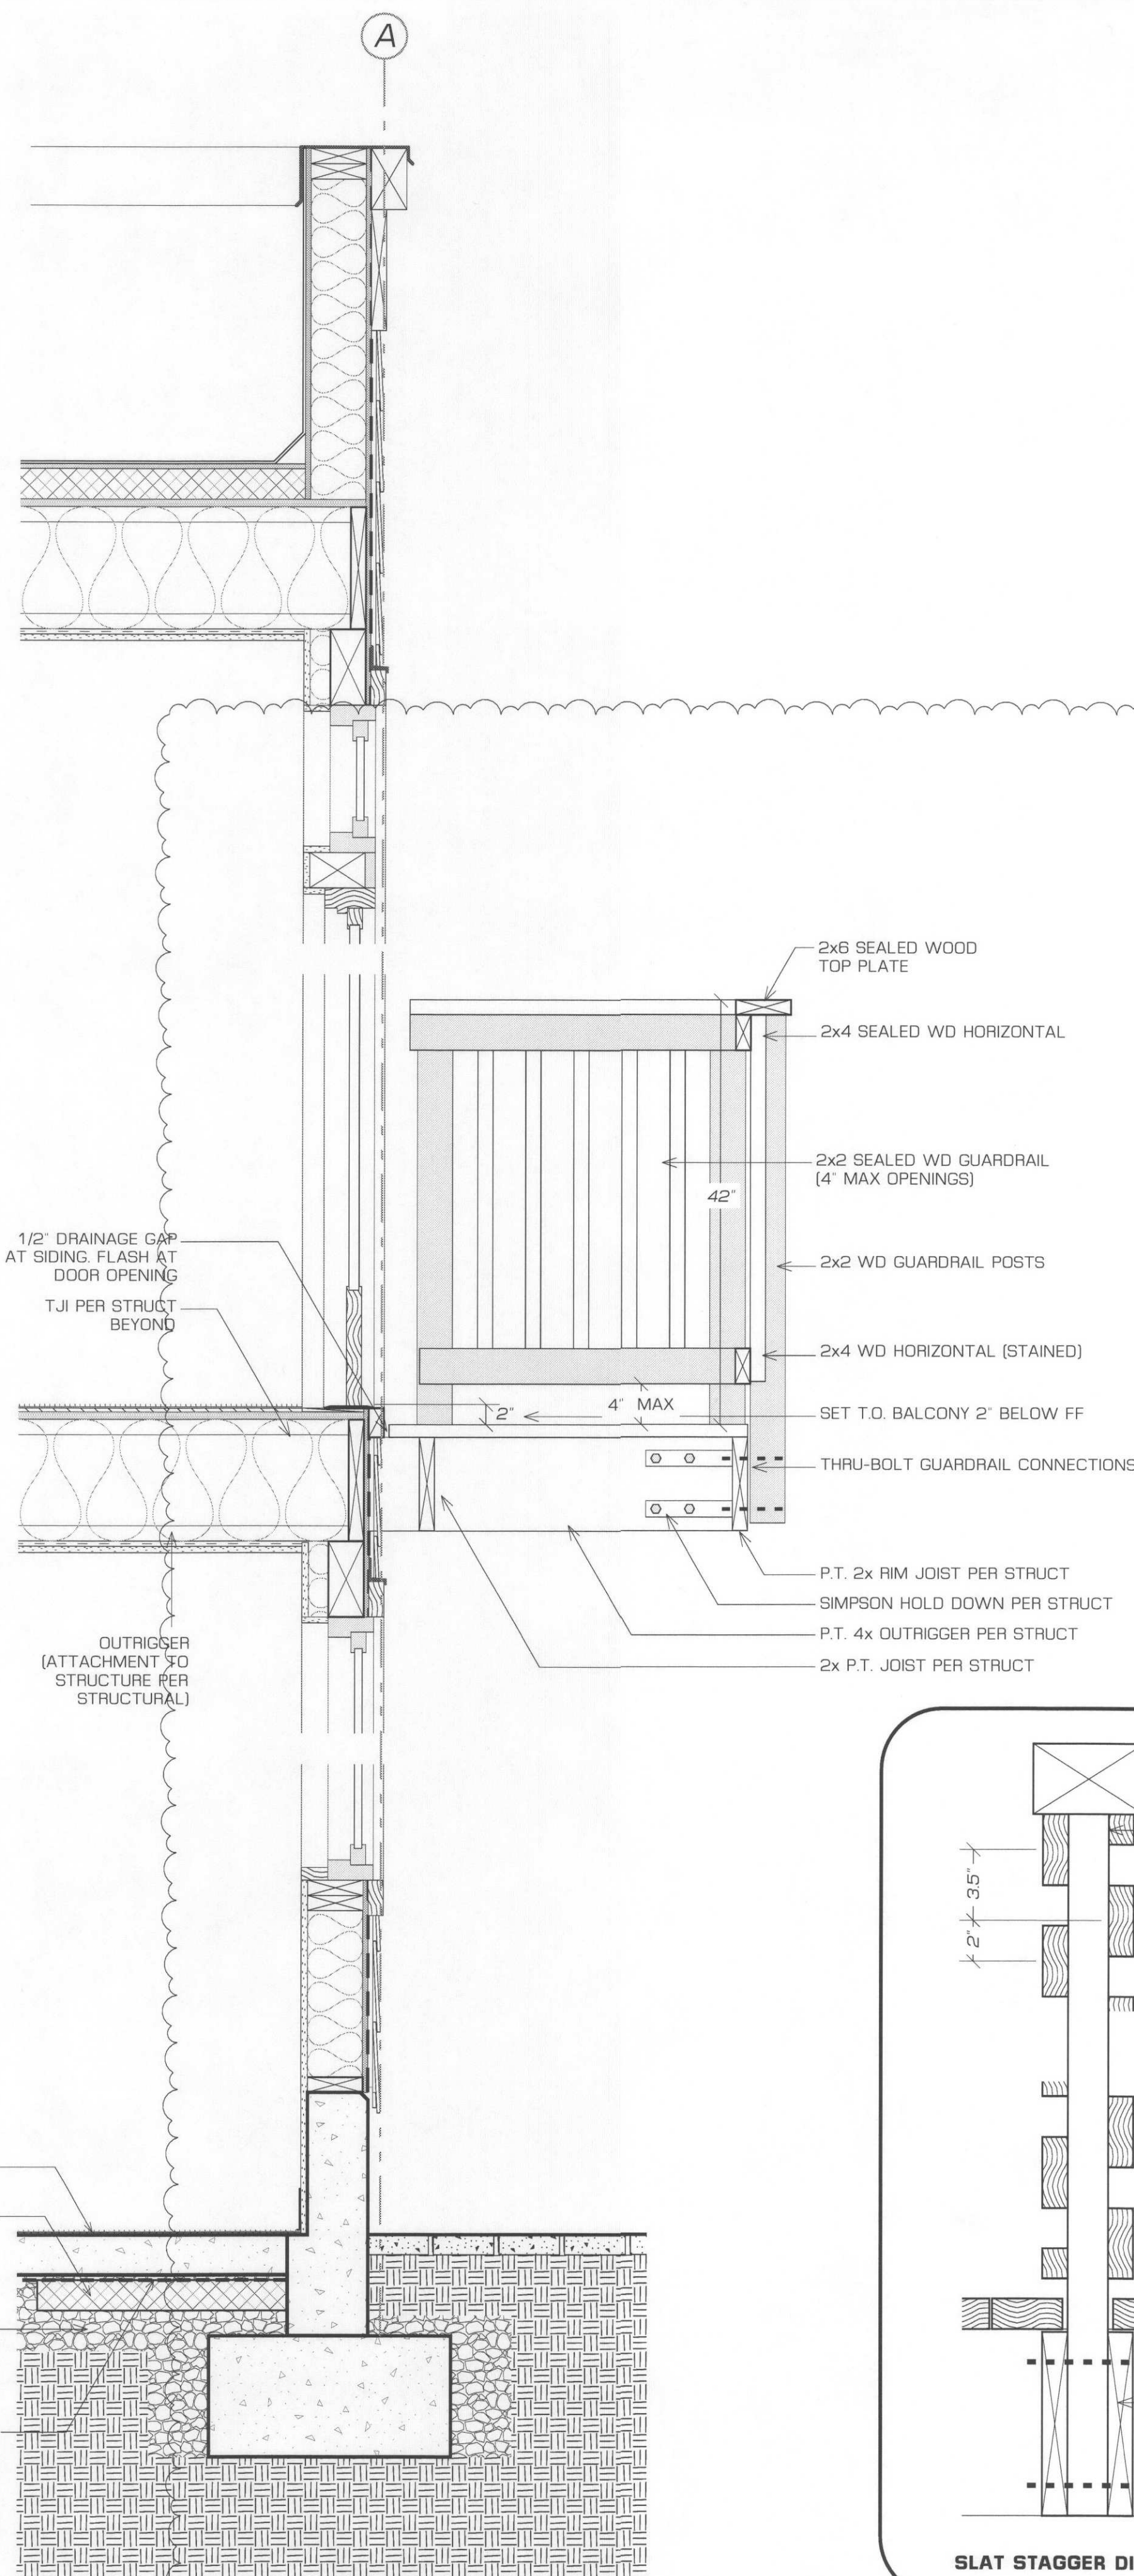 A
2x6 SEALED WOOD
TOP PLATE
2x4 SEALED WD HORIZONTAL
2x2 SEALED WD GUARDRAIL
(4" MAX OPENINGS)
42"
1/2" DRAINAGE GAP
AT SIDING. FLASH AT
DOOR OPENING
2x2 WD GUARDRAIL POSTS
TJI PER STRUCT
BEYOND
2x4 WD HORIZONTAL (STAINED)
4" MAX
2"
SET T.O. BALCONY 2" BELOW FF
THRU-BOLT GUARDRAIL CONNECTIONS
P.T. 2x RIM JOIST PER STRUCT
SIMPSON HOLD DOWN PER STRUCT
P.T. 4x OUTRIGGER PER STRUCT
2x P.T. JOIST PER STRUCT
OUTRIGGER
(ATTACHMENT TO
STRUCTURE PER
STRUCTURAL)
3.5"
2"
SLAT STAGGER DI